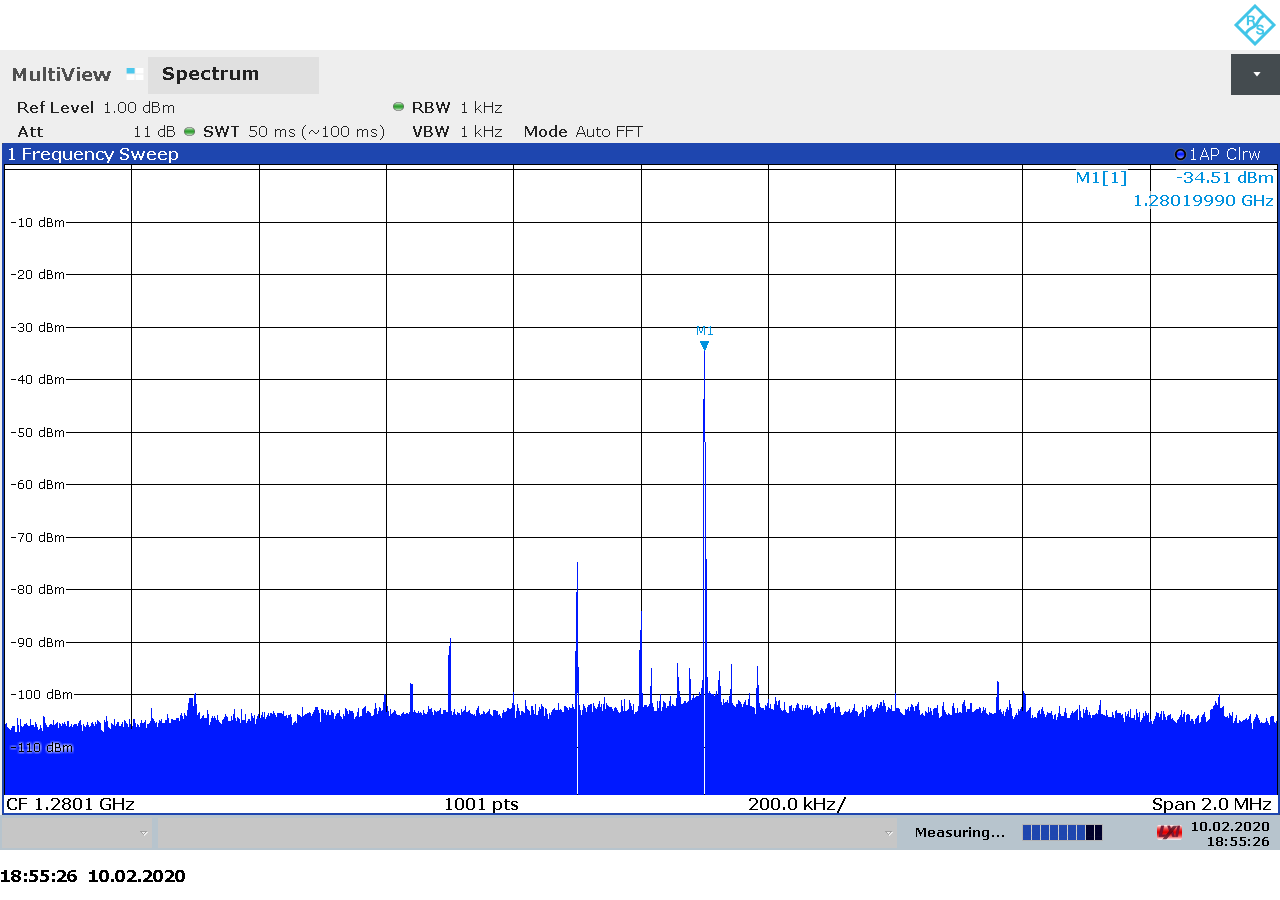 R/S
MultiView Spectrum
Ref Level 1.00 dBm RBW 1 kHz
Att 11 dB SWT 50 ms (~100 ms) VBW 1 kHz Mode Auto FFT
1 Frequency Sweep 1AP Clrw
M1[1] -34.51 dBm
1.28019990 GHz
-10 dBm
-20 dBm
-30 dBm
M1
-40 dBm
-50 dBm
-60 dBm
-70 dBm
-80 dBm
-90 dBm
-100 dBm
-110 dBm
CF 1.2801 GHz 1001 pts 200.0 kHz/ Span 2.0 MHz
Measuring... LXI 10.02.2020
18:55:26
18:55:26 10.02.2020